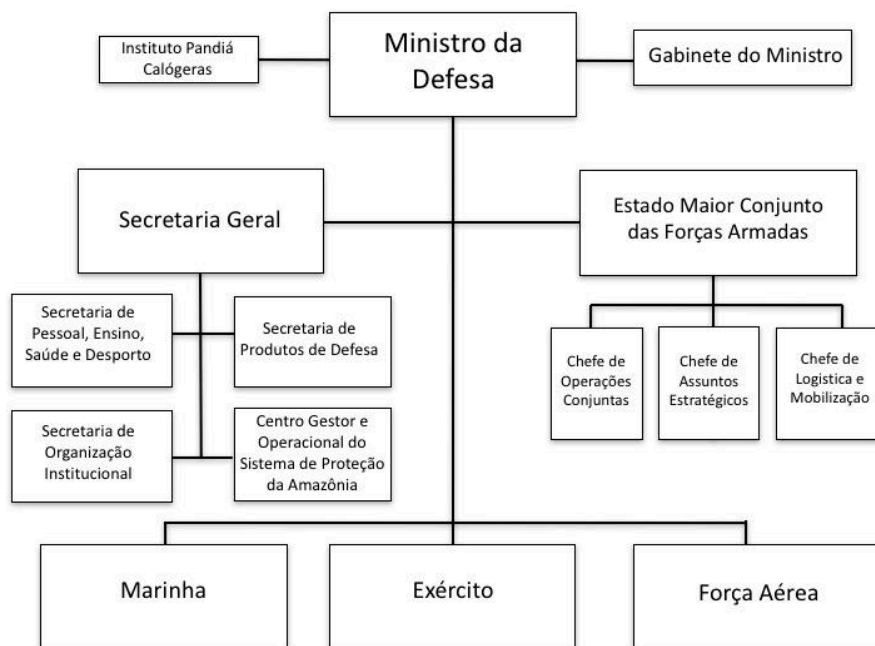 Instituto Pandiá
Calógeras
Ministro da
Defesa
Gabinete do Ministro
Secretaria Geral
Estado Maior Conjunto
das Forças Armadas
Secretaria de
Pessoal, Ensino,
Saúde e Desporto
Secretaria de
Produtos de Defesa
Chefe de
Operações
Conjuntas
Chefe de
Assuntos
Estratégicos
Chefe de
Logistica e
Mobilização
Secretaria de
Organização
Institucional
Centro Gestor e
Operacional do
Sistema de Proteção
da Amazônia
Marinha
Exército
Força Aérea